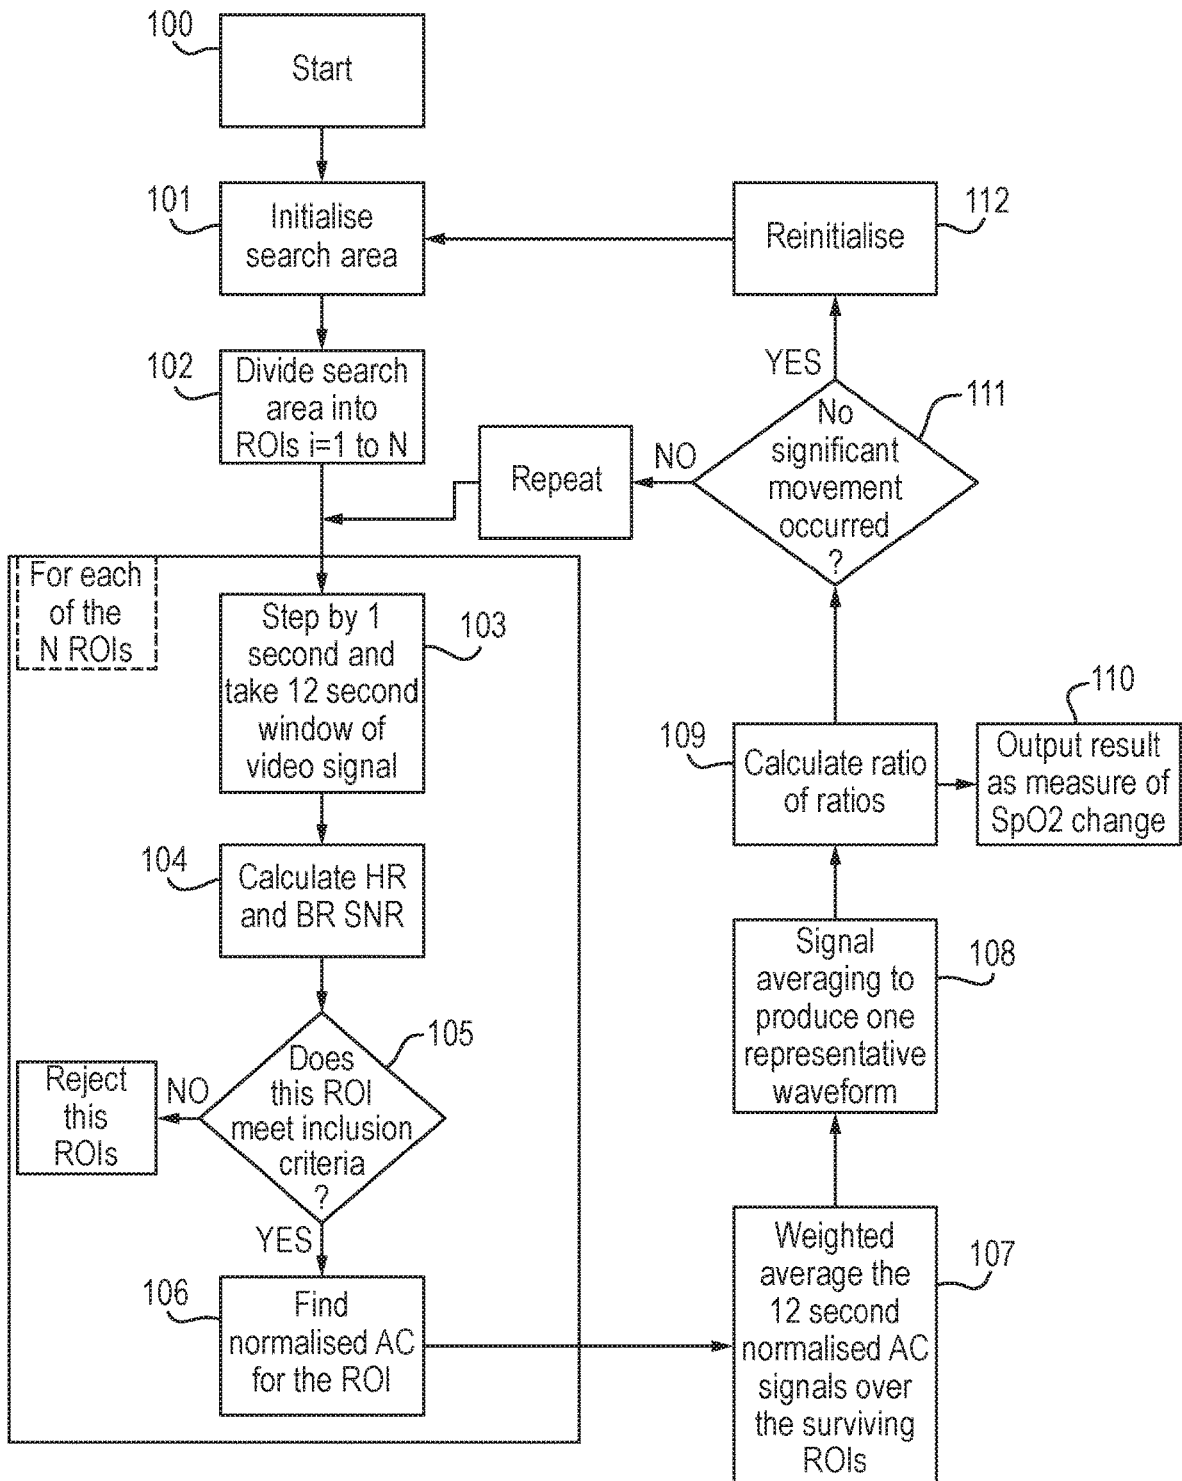 100
Start
101
Initialise
search area
112
Reinitialise
102
Divide search
area into
ROIs i=1 to N
YES
111
No
significant
movement
occurred
?
NO
Repeat
For each
of the
N ROIs
103
Step by 1
second and
take 12 second
window of
video signal
104
Calculate HR
and BR SNR
105
Does
this ROI
meet inclusion
criteria
?
NO
Reject
this
ROIs
YES
106
Find
normalised AC
for the ROI
109
Calculate ratio
of ratios
110
Output result
as measure of
SpO2 change
108
Signal
averaging to
produce one
representative
waveform
107
Weighted
average the
12 second
normalised AC
signals over
the surviving
ROIs